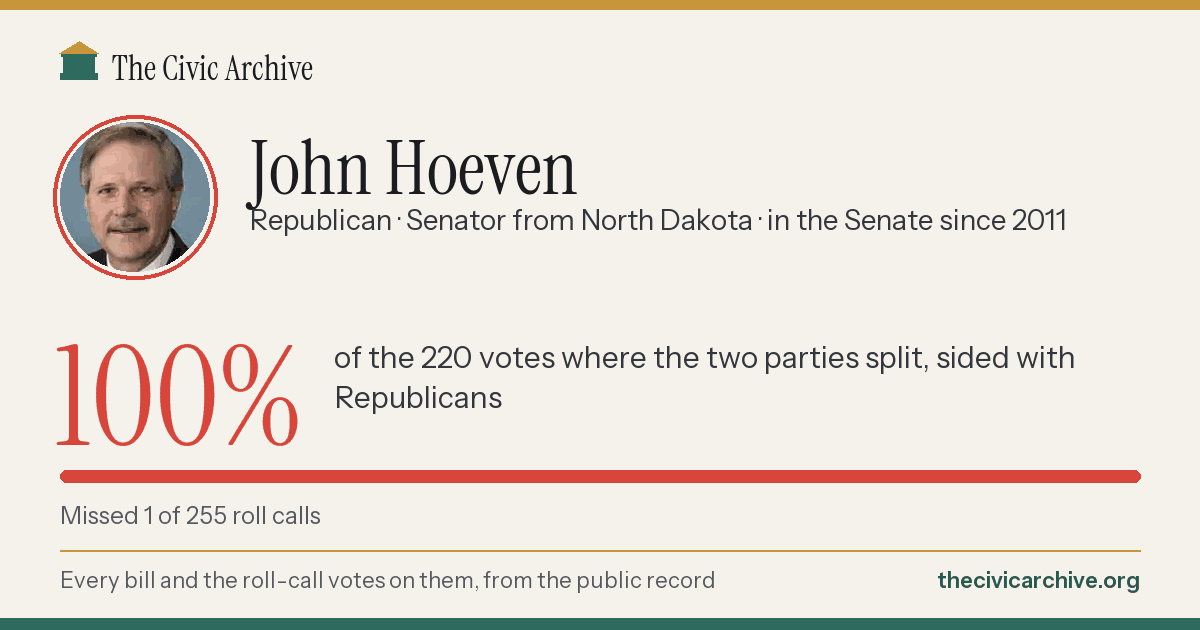 The Civic Archive
John Hoeven
Republican · Senator from North Dakota · in the Senate since 2011
100%
of the 220 votes where the two parties split, sided with
Republicans
Missed 1 of 255 roll calls
Every bill and the roll-call votes on them, from the public record
thecivicarchive.org